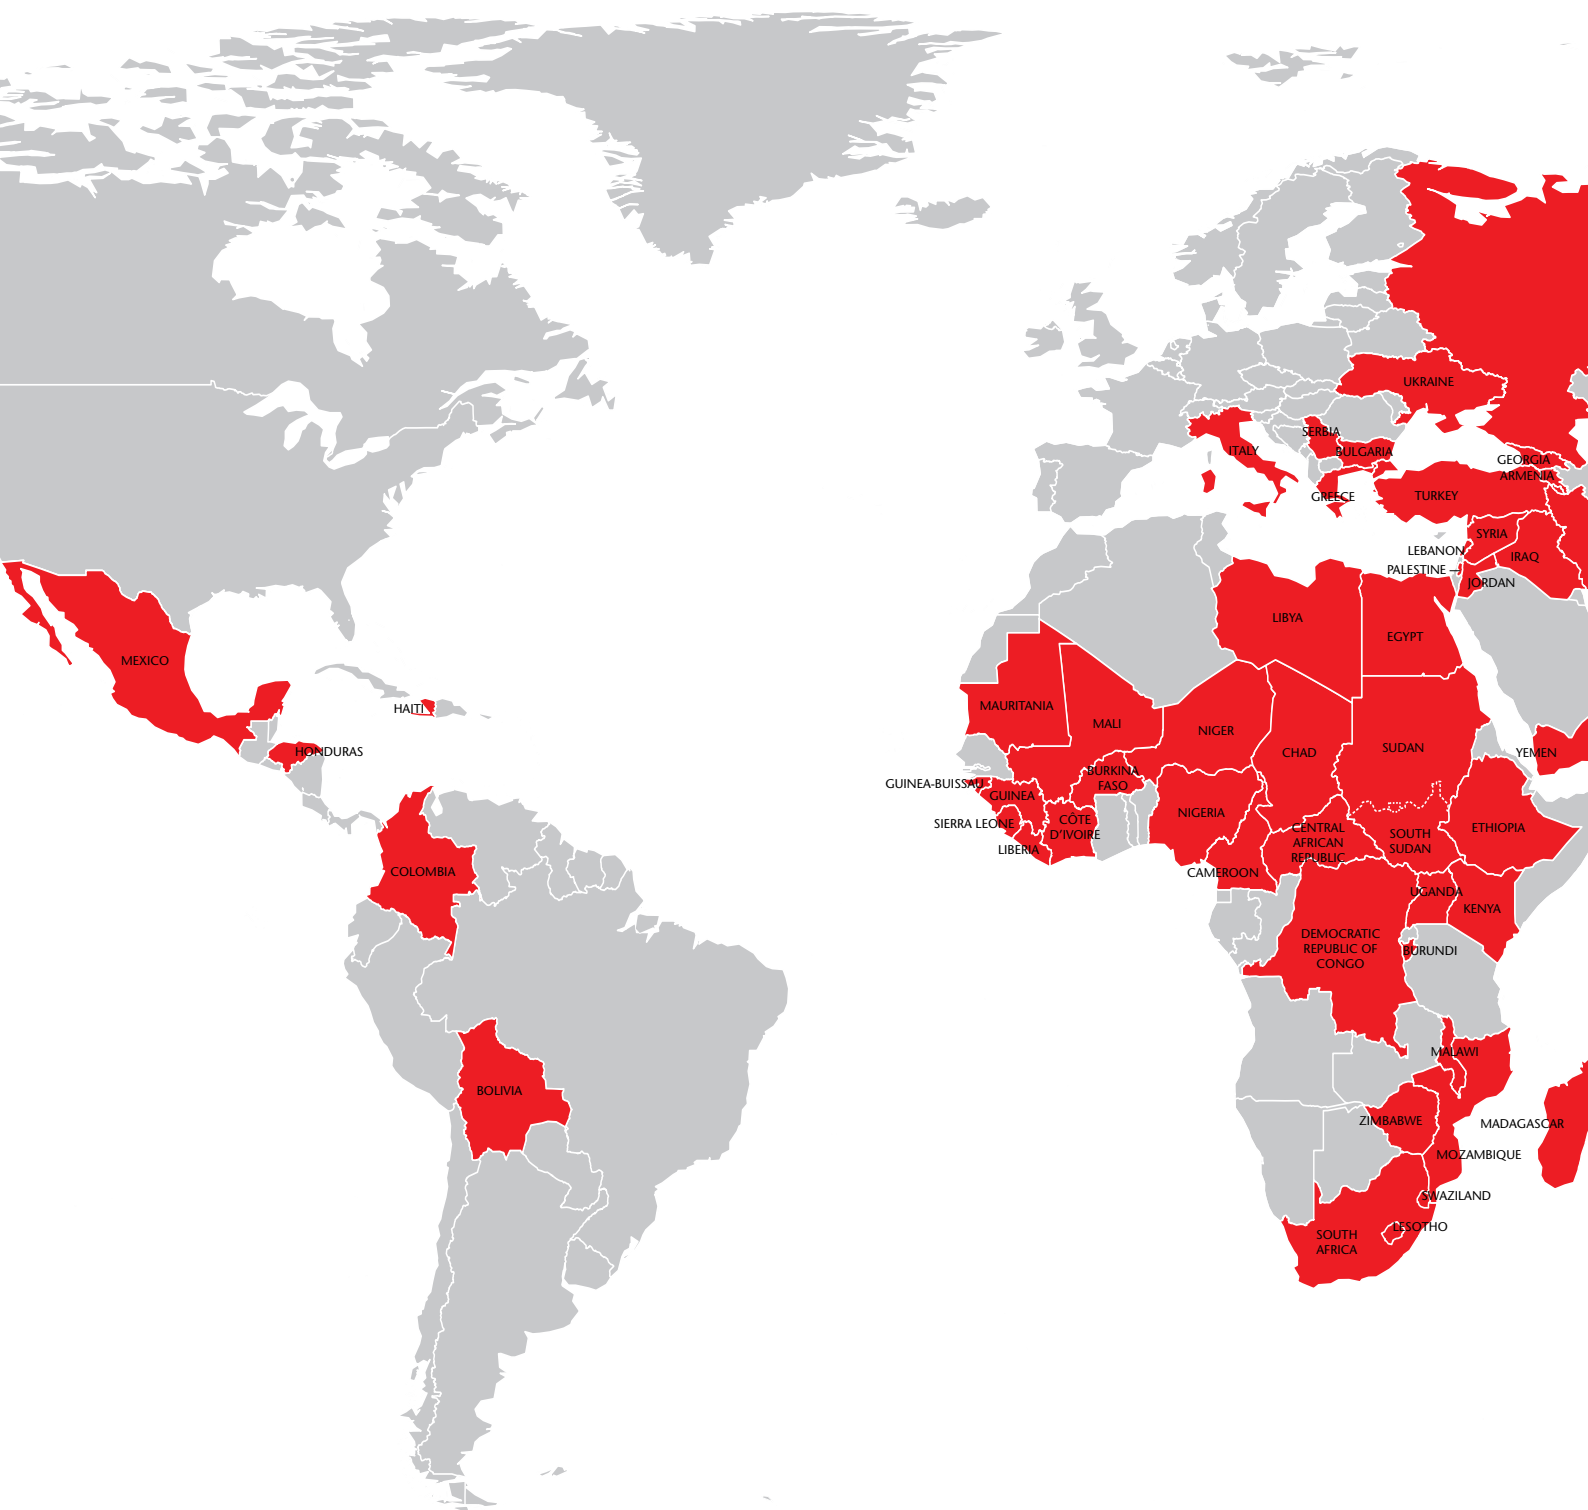 UKRAINE
SERBIA
ITALY
BULGARIA
GEORGIA
ARMENIA
GREECE
TURKEY
SYRIA
LEBANON
IRAQ
PALESTINE
JORDAN
LIBYA
EGYPT
MEXICO
HAITI
HONDURAS
MAURITANIA
MALI
NIGER
CHAD
SUDAN
YEMEN
BURKINA
FASO
GUINEA-BUISSAU
GUINEA
SIERRA LEONE
CÔTE
D'IVOIRE
LIBERIA
NIGERIA
CENTRAL
AFRICAN
REPUBLIC
SOUTH
SUDAN
ETHIOPIA
COLOMBIA
CAMEROON
UGANDA
KENYA
DEMOCRATIC
REPUBLIC OF
CONGO
BURUNDI
BOLIVIA
MALAWI
ZIMBABWE
MADAGASCAR
MOZAMBIQUE
SWAZILAND
LESOTHO
SOUTH
AFRICA